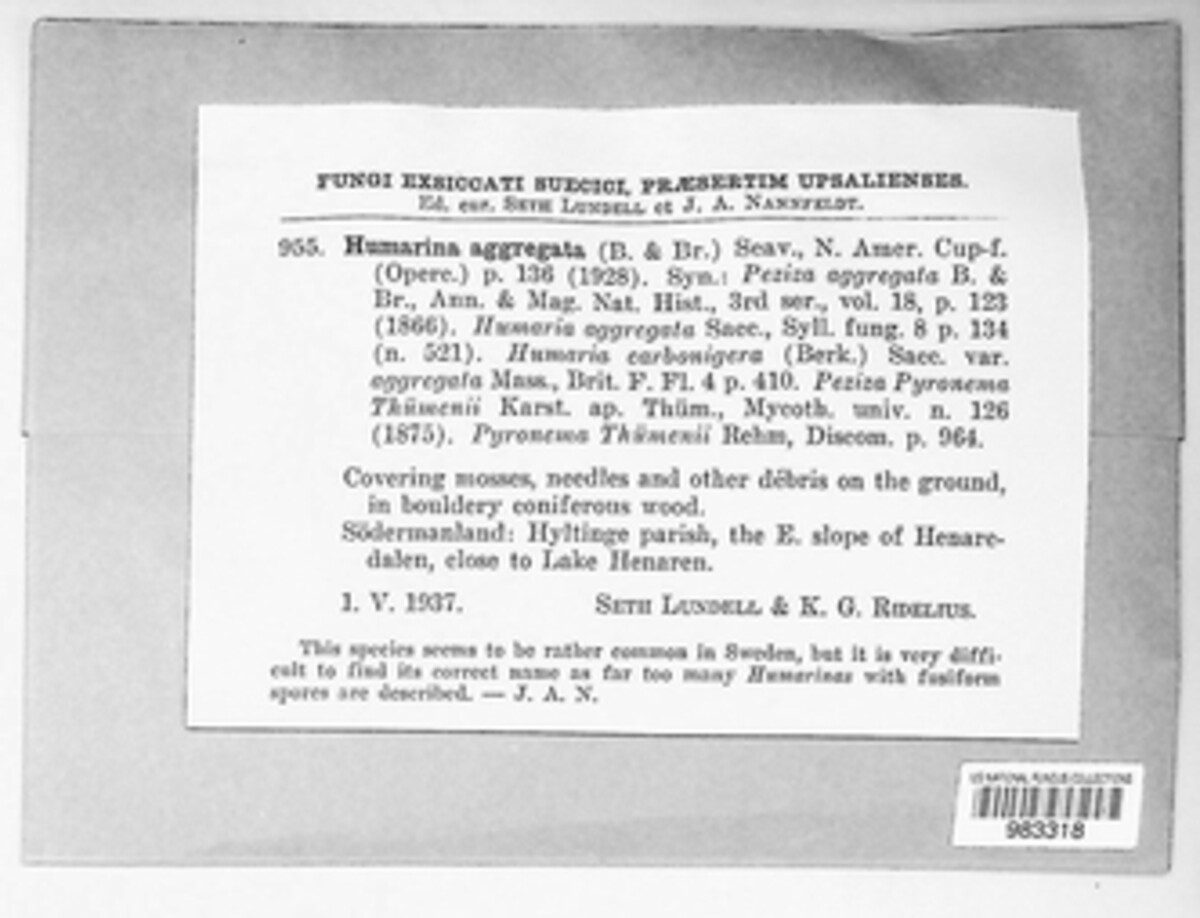 FUNGI EXSICCATI SUECICI, PRÆSERTIM UPSALIENSES.
Ed. cur. SETH LUNDELL et J. A. NANNFELDT.
955. Humarina aggregata (B. & Br.) Seav., N. Amer. Cup-f.
(Operc.) p. 136 (1928). Syn.: Peziza aggregata B. &
Br., Ann. & Mag. Nat. Hist., 3rd ser., vol. 18, p. 123
(1866). Humaria aggregata Sacc., Syll. fung. 8 p. 134
(n. 521). Humaria carbonigera (Berk.) Sacc. var.
aggregata Mass., Brit. F. Fl. 4 p. 410. Peziza Pyronema
Thümenii Karst. ap. Thüm., Mycoth. univ. n. 126
(1875). Pyronema Thümenii Rehm, Discom. p. 964.
Covering mosses, needles and other débris on the ground,
in bouldery coniferous wood.
Södermanland: Hyltinge parish, the E. slope of Henare-
dalen, close to Lake Henaren.
1. V. 1937. SETH LUNDELL & K. G. RIDELIUS.
This species seems to be rather common in Sweden, but it is very diffi-
cult to find its correct name as far too many Humarinas with fusiform
spores are described. — J. A. N.
US NATIONAL FUNGUS COLLECTIONS
983318